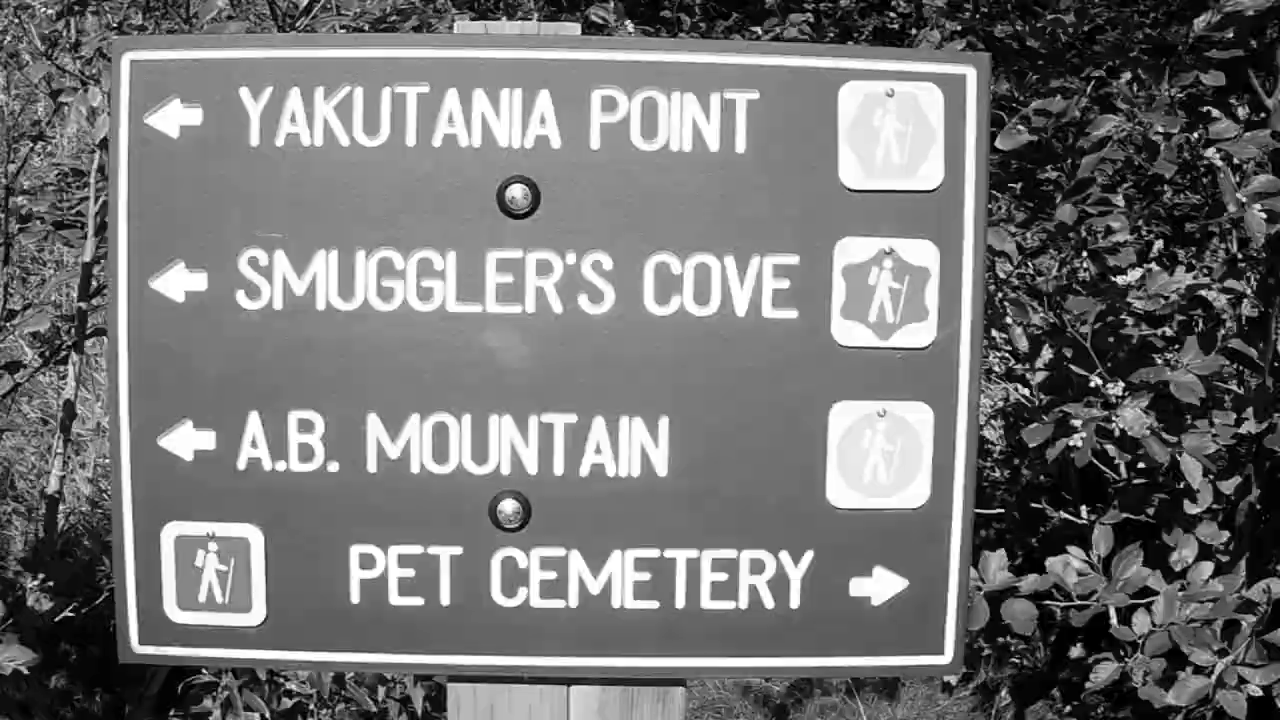 YAKUTANIA POINT
SMUGGLER'S COVE
A.B. MOUNTAIN
PET CEMETERY